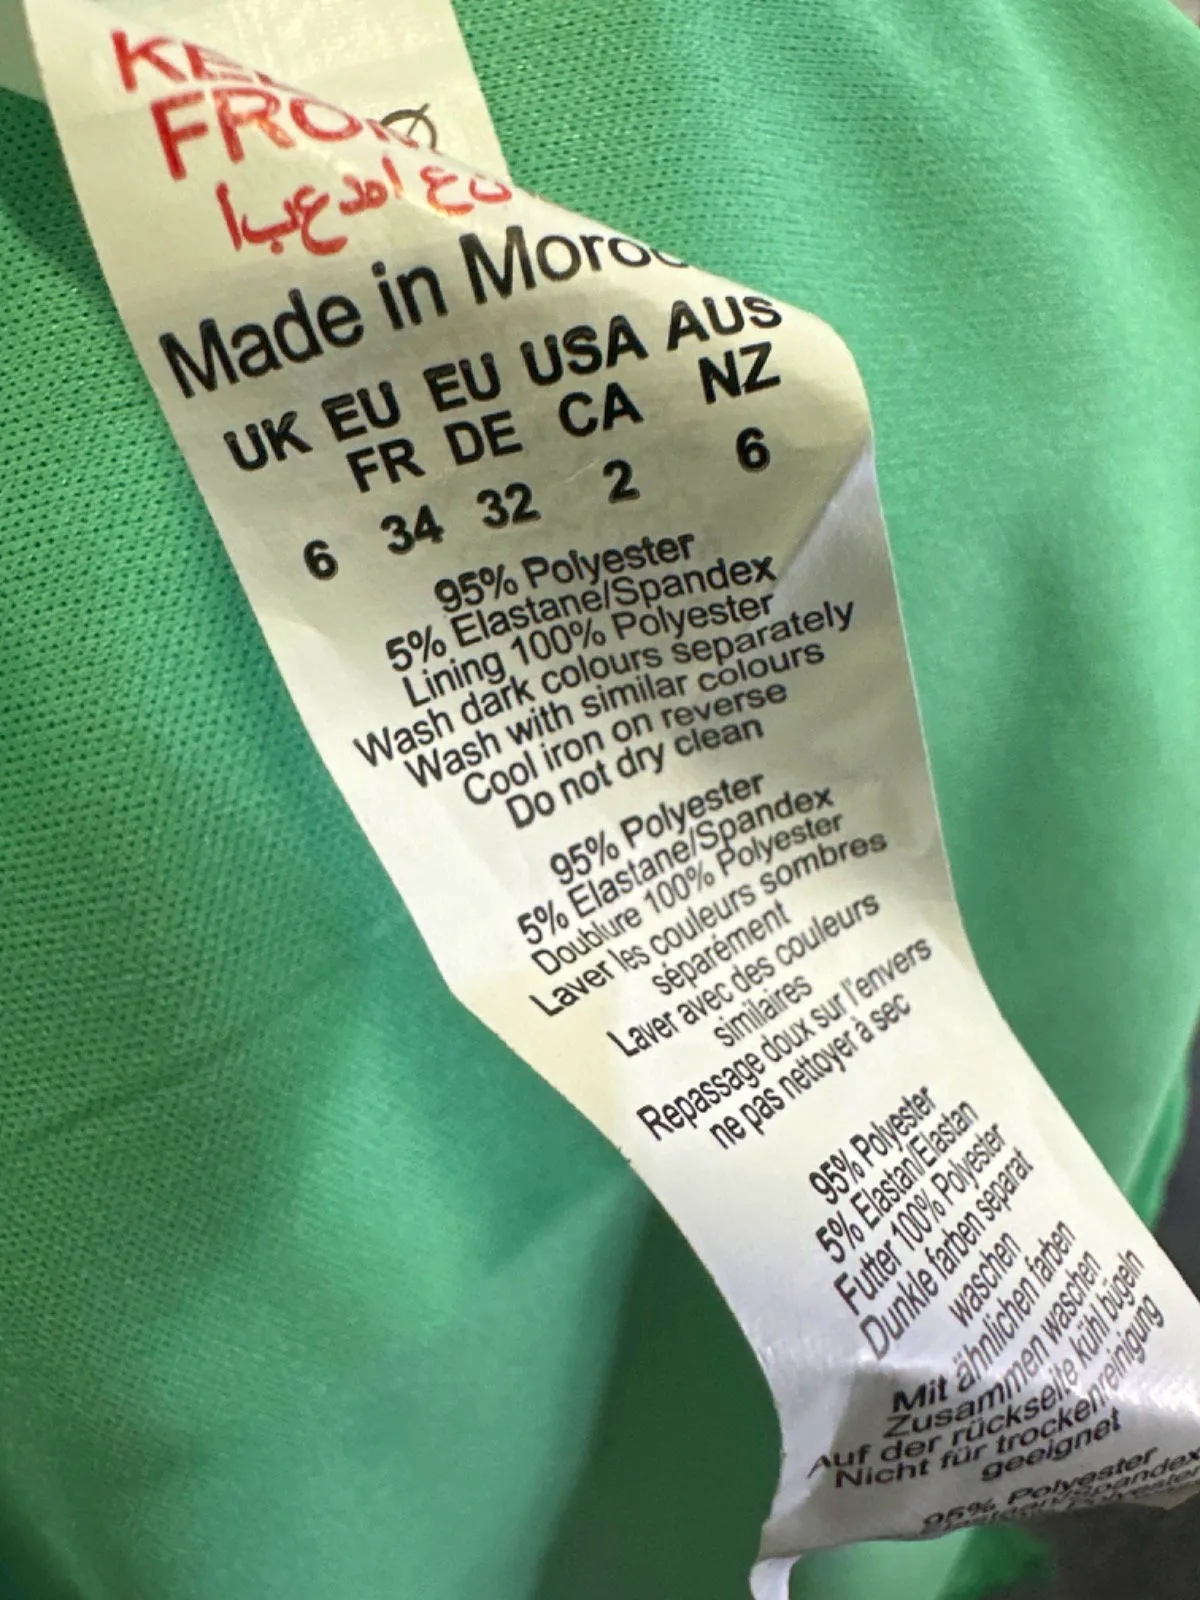 FRO
Made in Moro
UK EU EU USA AUS
FR DE CA NZ
6 34 32 2 6
95% Polyester
5% Elastane/Spandex
Lining 100% Polyester
Wash dark colours separately
Wash with similar colours
Cool iron on reverse
Do not dry clean
95% Polyester
5% Elastane/Spandex
Doublure 100% Polyester
Laver les couleurs sombres
séparément
Laver avec des couleurs
similaires
Repassage doux sur l'envers
ne pas nettoyer à sec
95% Polyester
5% Elastan/Elastan
Futter 100% Polyester
Dunkle farben separat
waschen
Mit ähnlichen farben
Zusammen waschen
Auf der rückseite kühl bügeln
Nicht für trockenreinigung
geeignet
95% Polyester